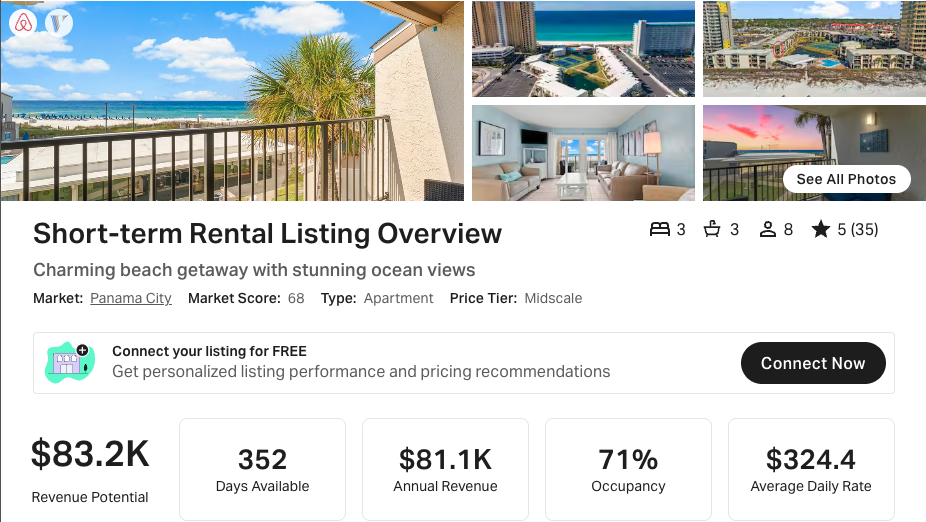 See All Photos
Short-term Rental Listing Overview
3 3 8 5 (35)
Charming beach getaway with stunning ocean views
Market: Panama City Market Score: 68 Type: Apartment Price Tier: Midscale
Connect your listing for FREE
Get personalized listing performance and pricing recommendations
Connect Now
$83.2K
Revenue Potential
352
Days Available
$81.1K
Annual Revenue
71%
Occupancy
$324.4
Average Daily Rate